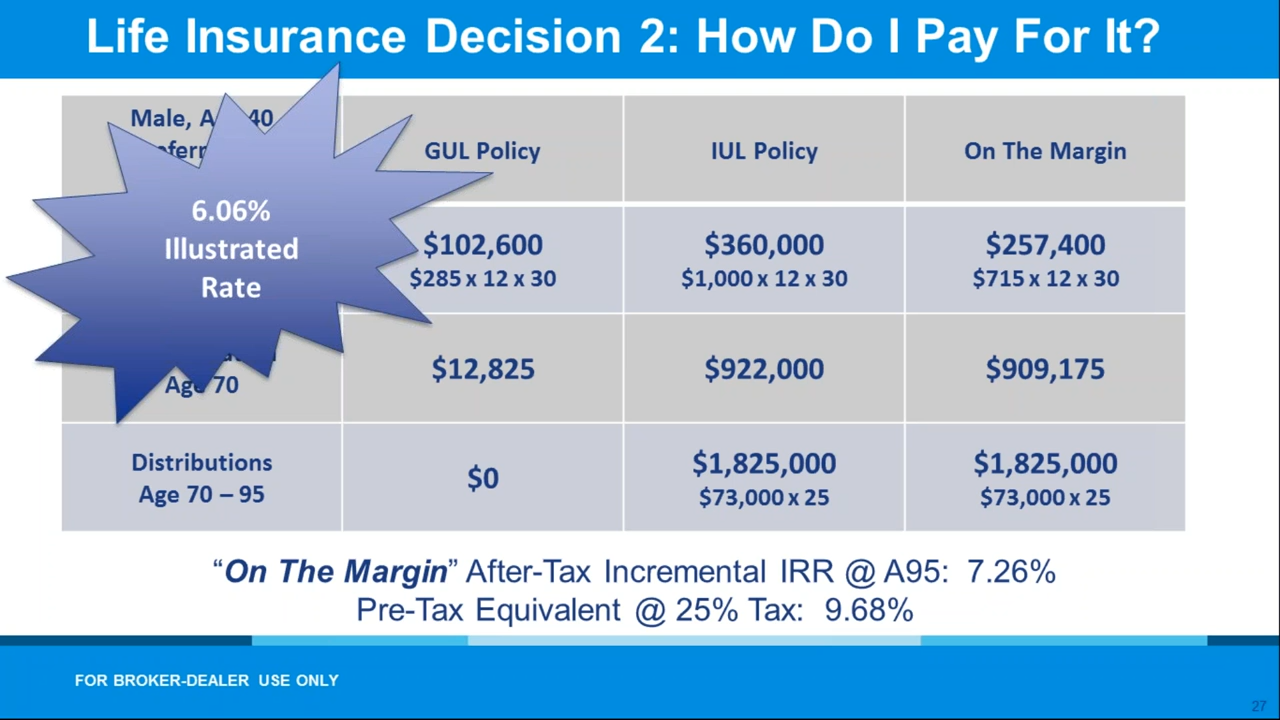 Life Insurance Decision 2: How Do I Pay For It?
Male, A 40
GUL Policy
IUL Policy
On The Margin
6.06%
Illustrated
Rate
$102,600
$285 x 12 x 30
$360,000
$1,000 x 12 x 30
$257,400
$715 x 12 x 30
Age 70
$12,825
$922,000
$909,175
Distributions
Age 70 – 95
$0
$1,825,000
$73,000 x 25
$1,825,000
$73,000 x 25
“On The Margin” After-Tax Incremental IRR @ A95: 7.26%
Pre-Tax Equivalent @ 25% Tax: 9.68%
FOR BROKER-DEALER USE ONLY
27